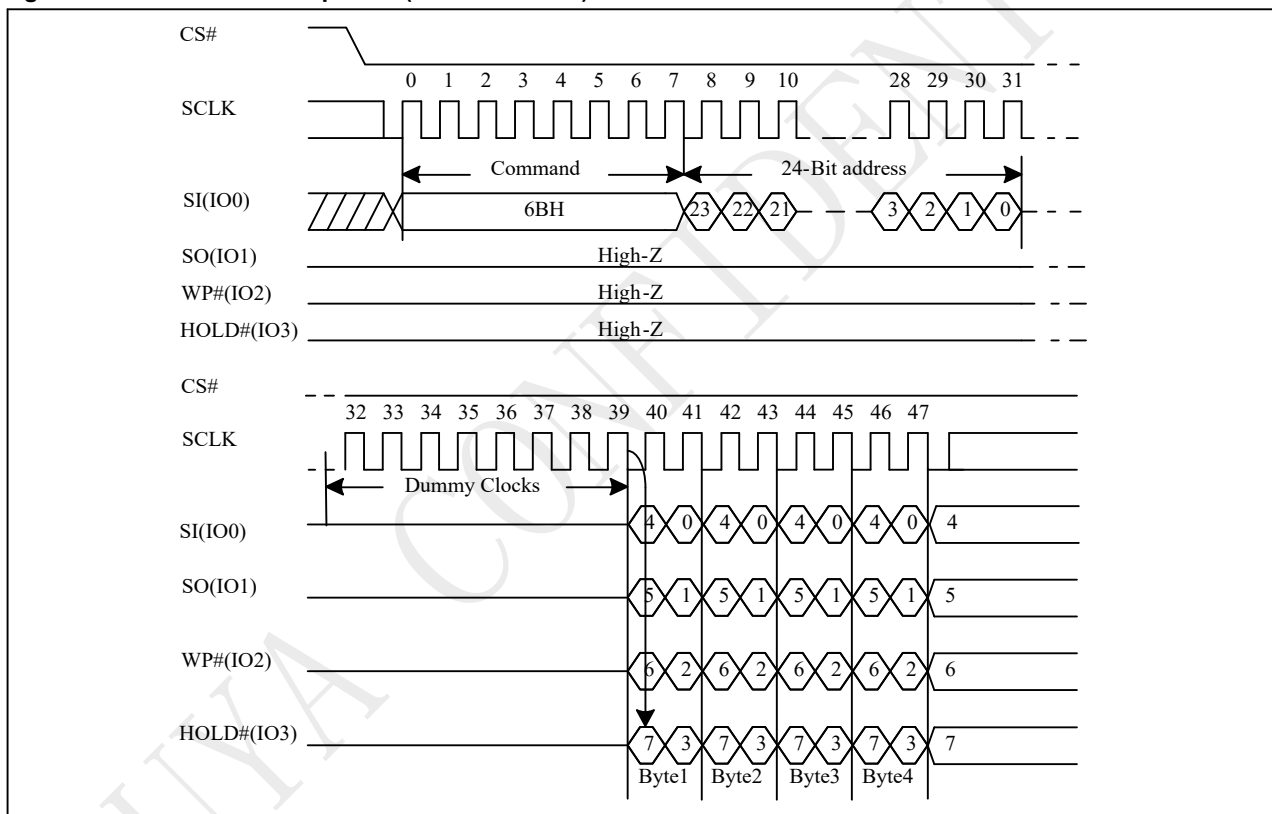 CS#
0 1 2 3 4 5 6 7 8 9 10 28 29 30 31
SCLK
Command 24-Bit address
SI(IO0) 6BH 23 22 21 3 2 1 0
SO(IO1) High-Z
WP#(IO2) High-Z
HOLD#(IO3) High-Z
CS#
32 33 34 35 36 37 38 39 40 41 42 43 44 45 46 47
SCLK
Dummy Clocks
SI(IO0) 4 0 4 0 4 0 4 0 4
SO(IO1) 5 1 5 1 5 1 5 1 5
WP#(IO2) 6 2 6 2 6 2 6 2 6
HOLD#(IO3) 7 3 7 3 7 3 7 3 7
Byte1 Byte2 Byte3 Byte4
UYA CONFIDENT